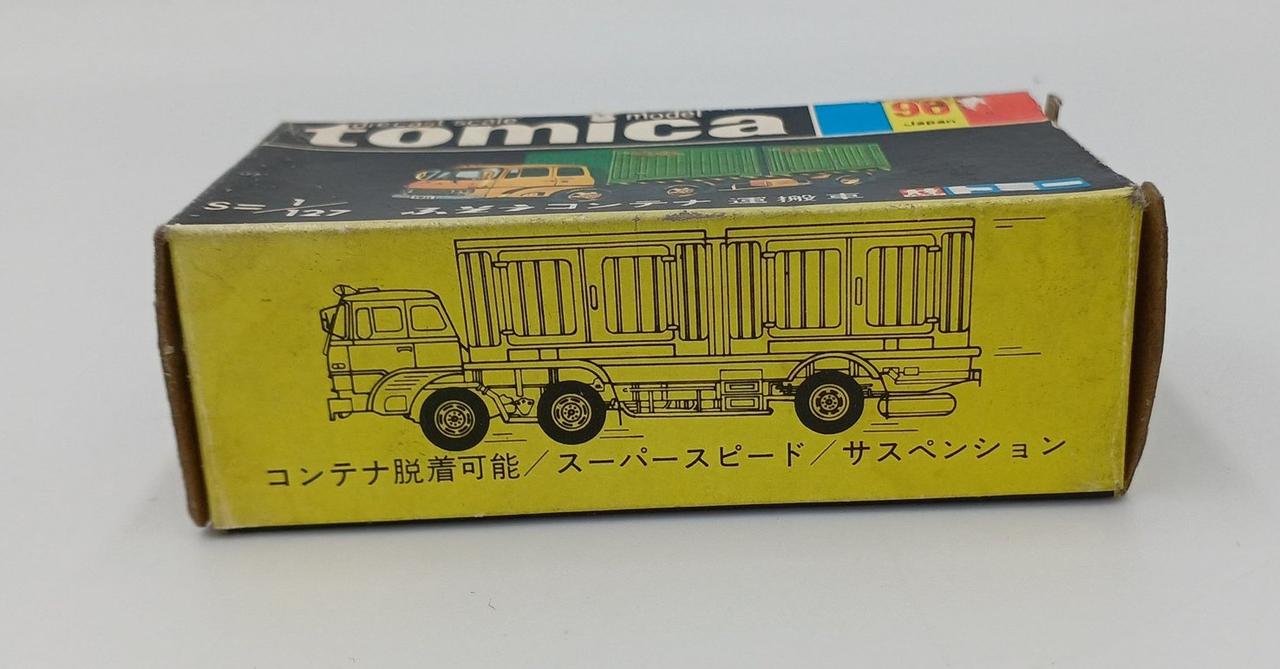 diecast scale model
tomica
96
Japan
S=1/127
ふそうコンテナ運搬車
トミー
コンテナ脱着可能／スーパースピード／サスペンション